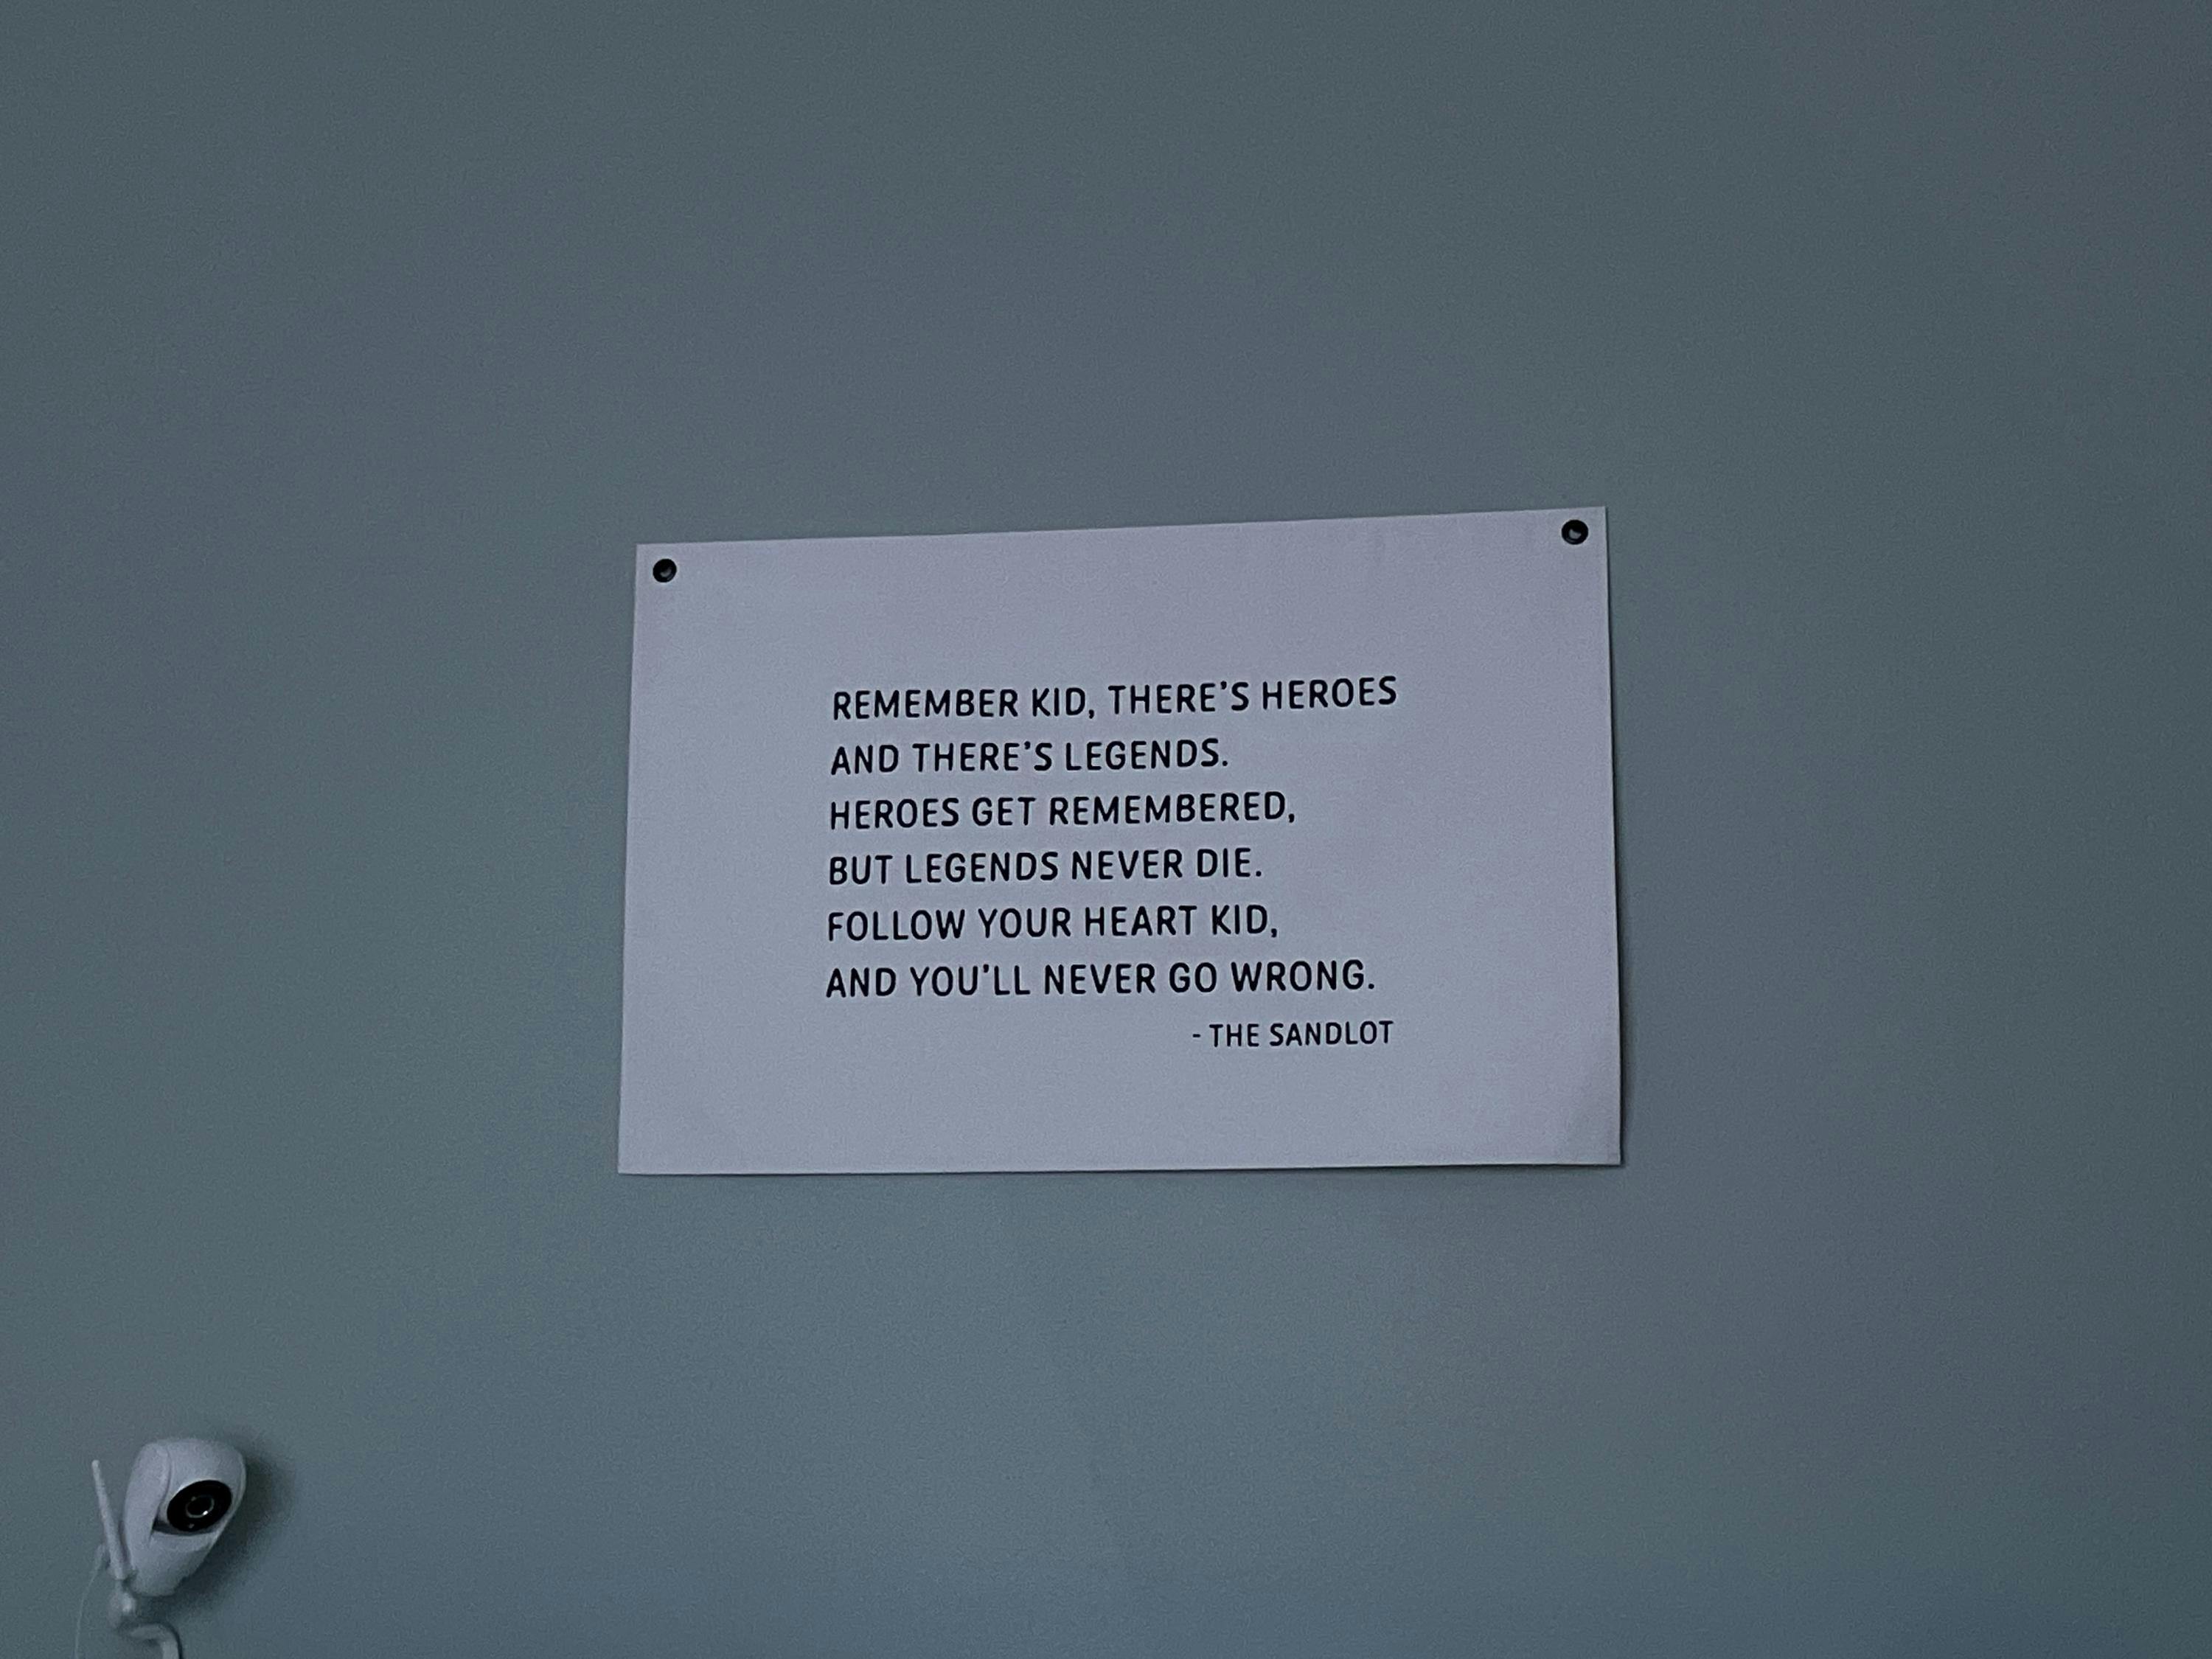 REMEMBER KID, THERE'S HEROES
AND THERE'S LEGENDS.
HEROES GET REMEMBERED,
BUT LEGENDS NEVER DIE.
FOLLOW YOUR HEART KID,
AND YOU'LL NEVER GO WRONG.
- THE SANDLOT